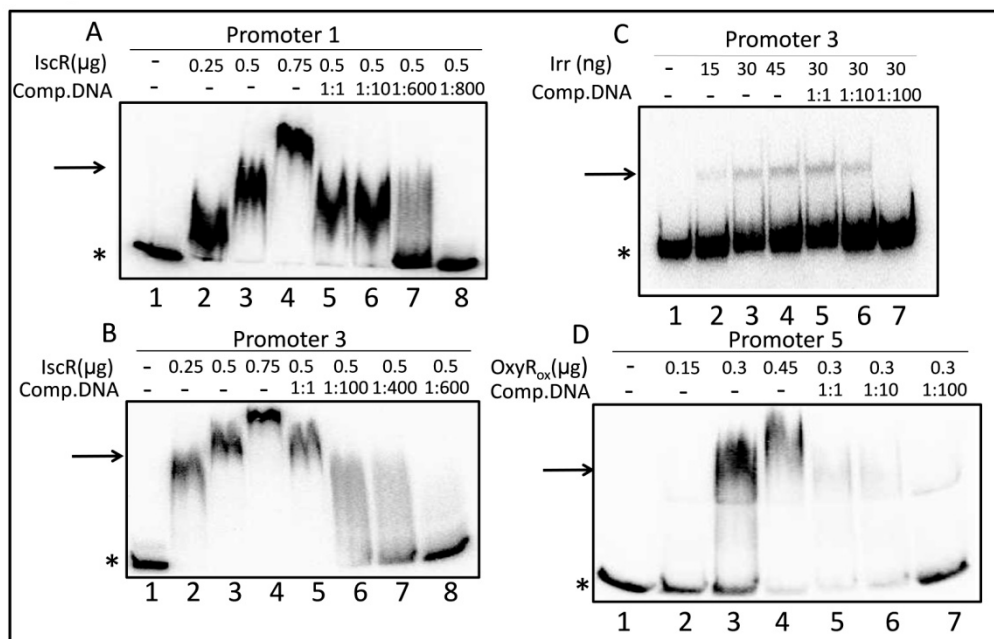 A
Promoter 1
IscR(µg) - 0.25 0.5 0.75 0.5 0.5 0.5 0.5
Comp.DNA - - - - 1:1 1:10 1:600 1:800
*
1 2 3 4 5 6 7 8
B
Promoter 3
IscR(µg) - 0.25 0.5 0.75 0.5 0.5 0.5 0.5
Comp.DNA - - - - 1:1 1:100 1:400 1:600
*
1 2 3 4 5 6 7 8
C
Promoter 3
Irr (ng) - 15 30 45 30 30 30
Comp.DNA - - - - 1:1 1:10 1:100
*
1 2 3 4 5 6 7
D
Promoter 5
OxyRox(µg) - 0.15 0.3 0.45 0.3 0.3 0.3
Comp.DNA - - - - 1:1 1:10 1:100
*
1 2 3 4 5 6 7